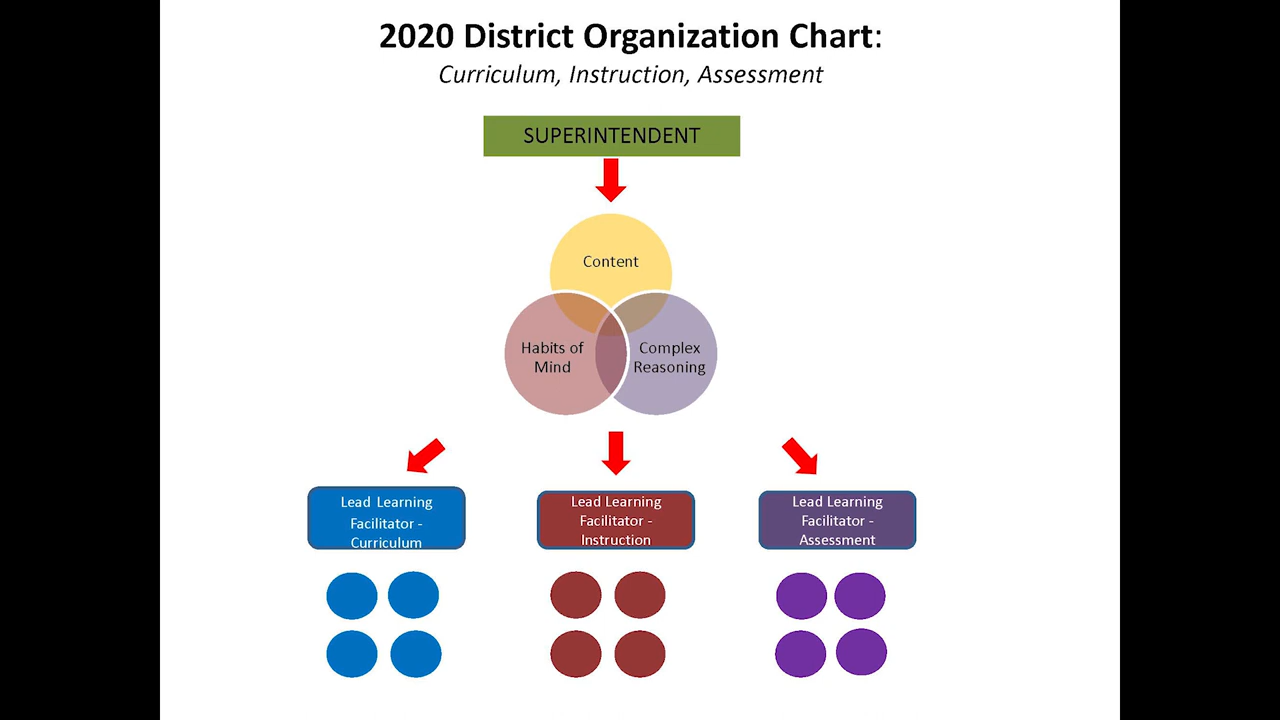 2020 District Organization Chart:
Curriculum, Instruction, Assessment
SUPERINTENDENT
Content
Habits of
Mind
Complex
Reasoning
Lead Learning
Facilitator -
Curriculum
Lead Learning
Facilitator -
Instruction
Lead Learning
Facilitator -
Assessment